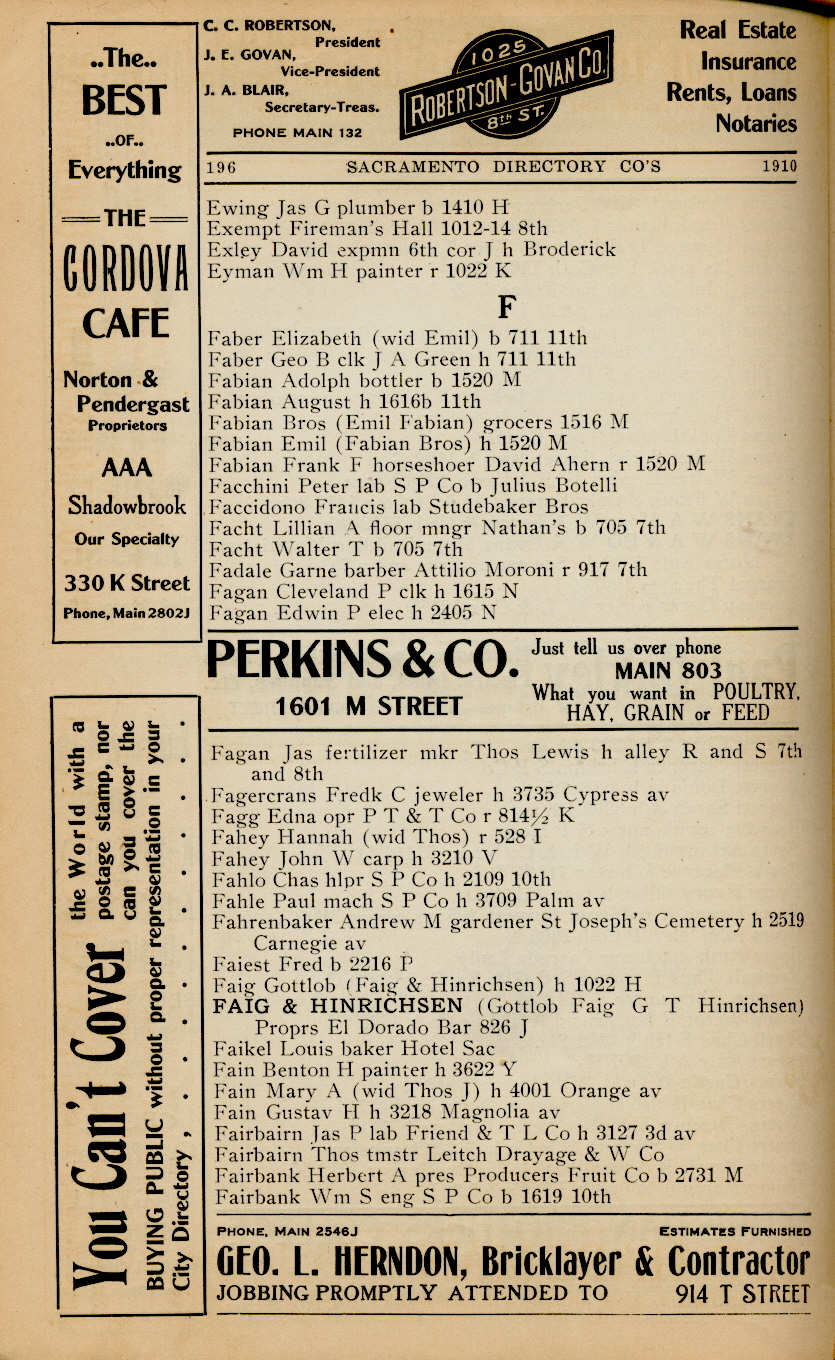 C. C. ROBERTSON,
President
J. E. GOVAN,
Vice-President
J. A. BLAIR,
Secretary-Treas.
PHONE MAIN 132
1025
ROBERTSON-GOVAN CO.
8th ST.
Real Estate
Insurance
Rents, Loans
Notaries
196 SACRAMENTO DIRECTORY CO'S 1910
..The..
BEST
..OF..
Everything
THE
CORDOVA
CAFE
Norton &
Pendergast
Proprietors
AAA
Shadowbrook
Our Specialty
330 K Street
Phone, Main 2802J
Ewing Jas G plumber b 1410 H
Exempt Fireman's Hall 1012-14 8th
Exley David expmn 6th cor J h Broderick
Eyman Wm H painter r 1022 K
F
Faber Elizabeth (wid Emil) b 711 11th
Faber Geo B clk J A Green h 711 11th
Fabian Adolph bottler b 1520 M
Fabian August h 1616b 11th
Fabian Bros (Emil Fabian) grocers 1516 M
Fabian Emil (Fabian Bros) h 1520 M
Fabian Frank F horseshoer David Ahern r 1520 M
Facchini Peter lab S P Co b Julius Botelli
Faccidono Francis lab Studebaker Bros
Facht Lillian A floor mngr Nathan's b 705 7th
Facht Walter T b 705 7th
Fadale Garne barber Attilio Moroni r 917 7th
Fagan Cleveland P clk h 1615 N
Fagan Edwin P elec h 2405 N
PERKINS & CO.
1601 M STREET
Just tell us over phone
MAIN 803
What you want in POULTRY,
HAY, GRAIN or FEED
You Can't Cover
the World with a
postage stamp, nor
can you cover the
BUYING PUBLIC without proper representation in your
City Directory , . . . . . . . . . . .
Fagan Jas fertilizer mkr Thos Lewis h alley R and S 7th
and 8th
Fagercrans Fredk C jeweler h 3735 Cypress av
Fagg Edna opr P T & T Co r 814½ K
Fahey Hannah (wid Thos) r 528 I
Fahey John W carp h 3210 V
Fahlo Chas hlpr S P Co h 2109 10th
Fahle Paul mach S P Co h 3709 Palm av
Fahrenbaker Andrew M gardener St Joseph's Cemetery h 2519
Carnegie av
Faiest Fred b 2216 P
Faig Gottlob (Faig & Hinrichsen) h 1022 H
FAIG & HINRICHSEN (Gottlob Faig G T Hinrichsen)
Proprs El Dorado Bar 826 J
Faikel Louis baker Hotel Sac
Fain Benton H painter h 3622 Y
Fain Mary A (wid Thos J) h 4001 Orange av
Fain Gustav H h 3218 Magnolia av
Fairbairn Jas P lab Friend & T L Co h 3127 3d av
Fairbairn Thos tmstr Leitch Drayage & W Co
Fairbank Herbert A pres Producers Fruit Co b 2731 M
Fairbank Wm S eng S P Co b 1619 10th
PHONE, MAIN 2546J ESTIMATES FURNISHED
GEO. L. HERNDON, Bricklayer & Contractor
JOBBING PROMPTLY ATTENDED TO 914 T STREET